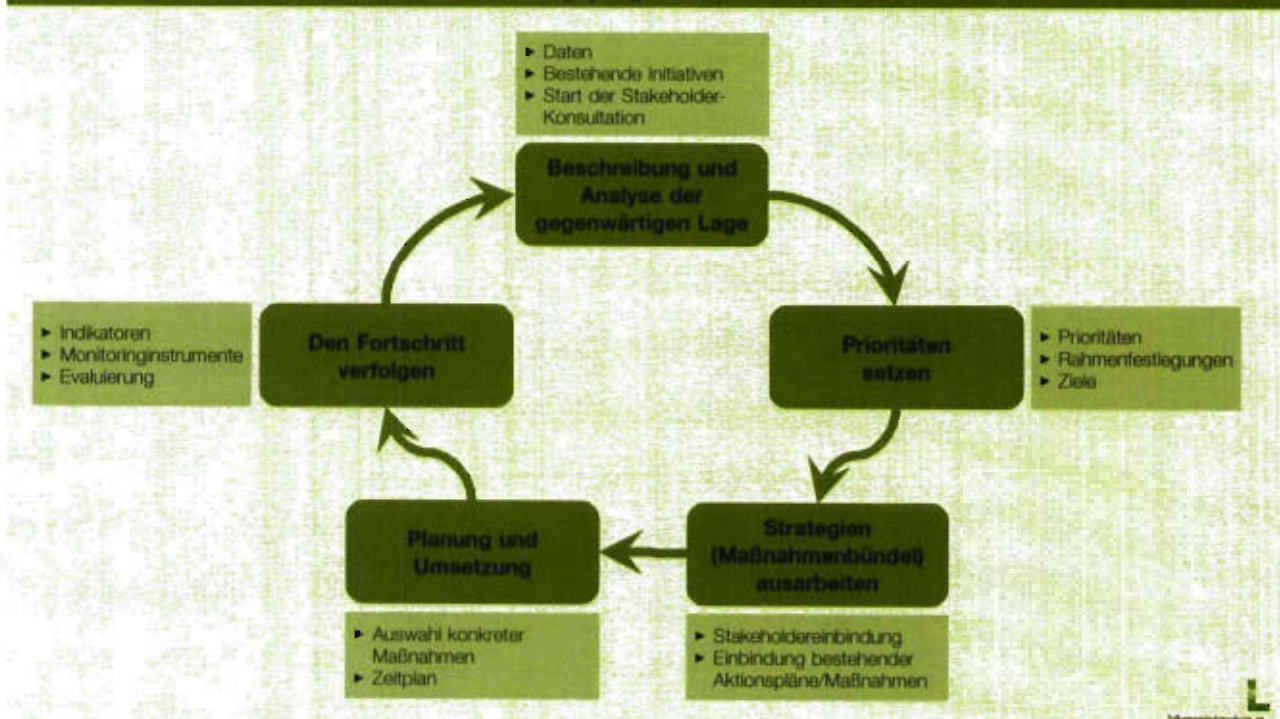 ► Daten
► Bestehende Initiativen
► Start der Stakeholder-
Konsultation
Beschreibung und
Analyse der
gegenwärtigen Lage
► Indikatoren
► Monitoringinstrumente
► Evaluierung
Den Fortschritt
verfolgen
Prioritäten
setzen
► Prioritäten
► Rahmenfestlegungen
► Ziele
Planung und
Umsetzung
Strategien
(Maßnahmenbündel)
ausarbeiten
► Auswahl konkreter
Maßnahmen
► Zeitplan
► Stakeholdereinbindung
► Einbindung bestehender
Aktionspläne/Maßnahmen
L